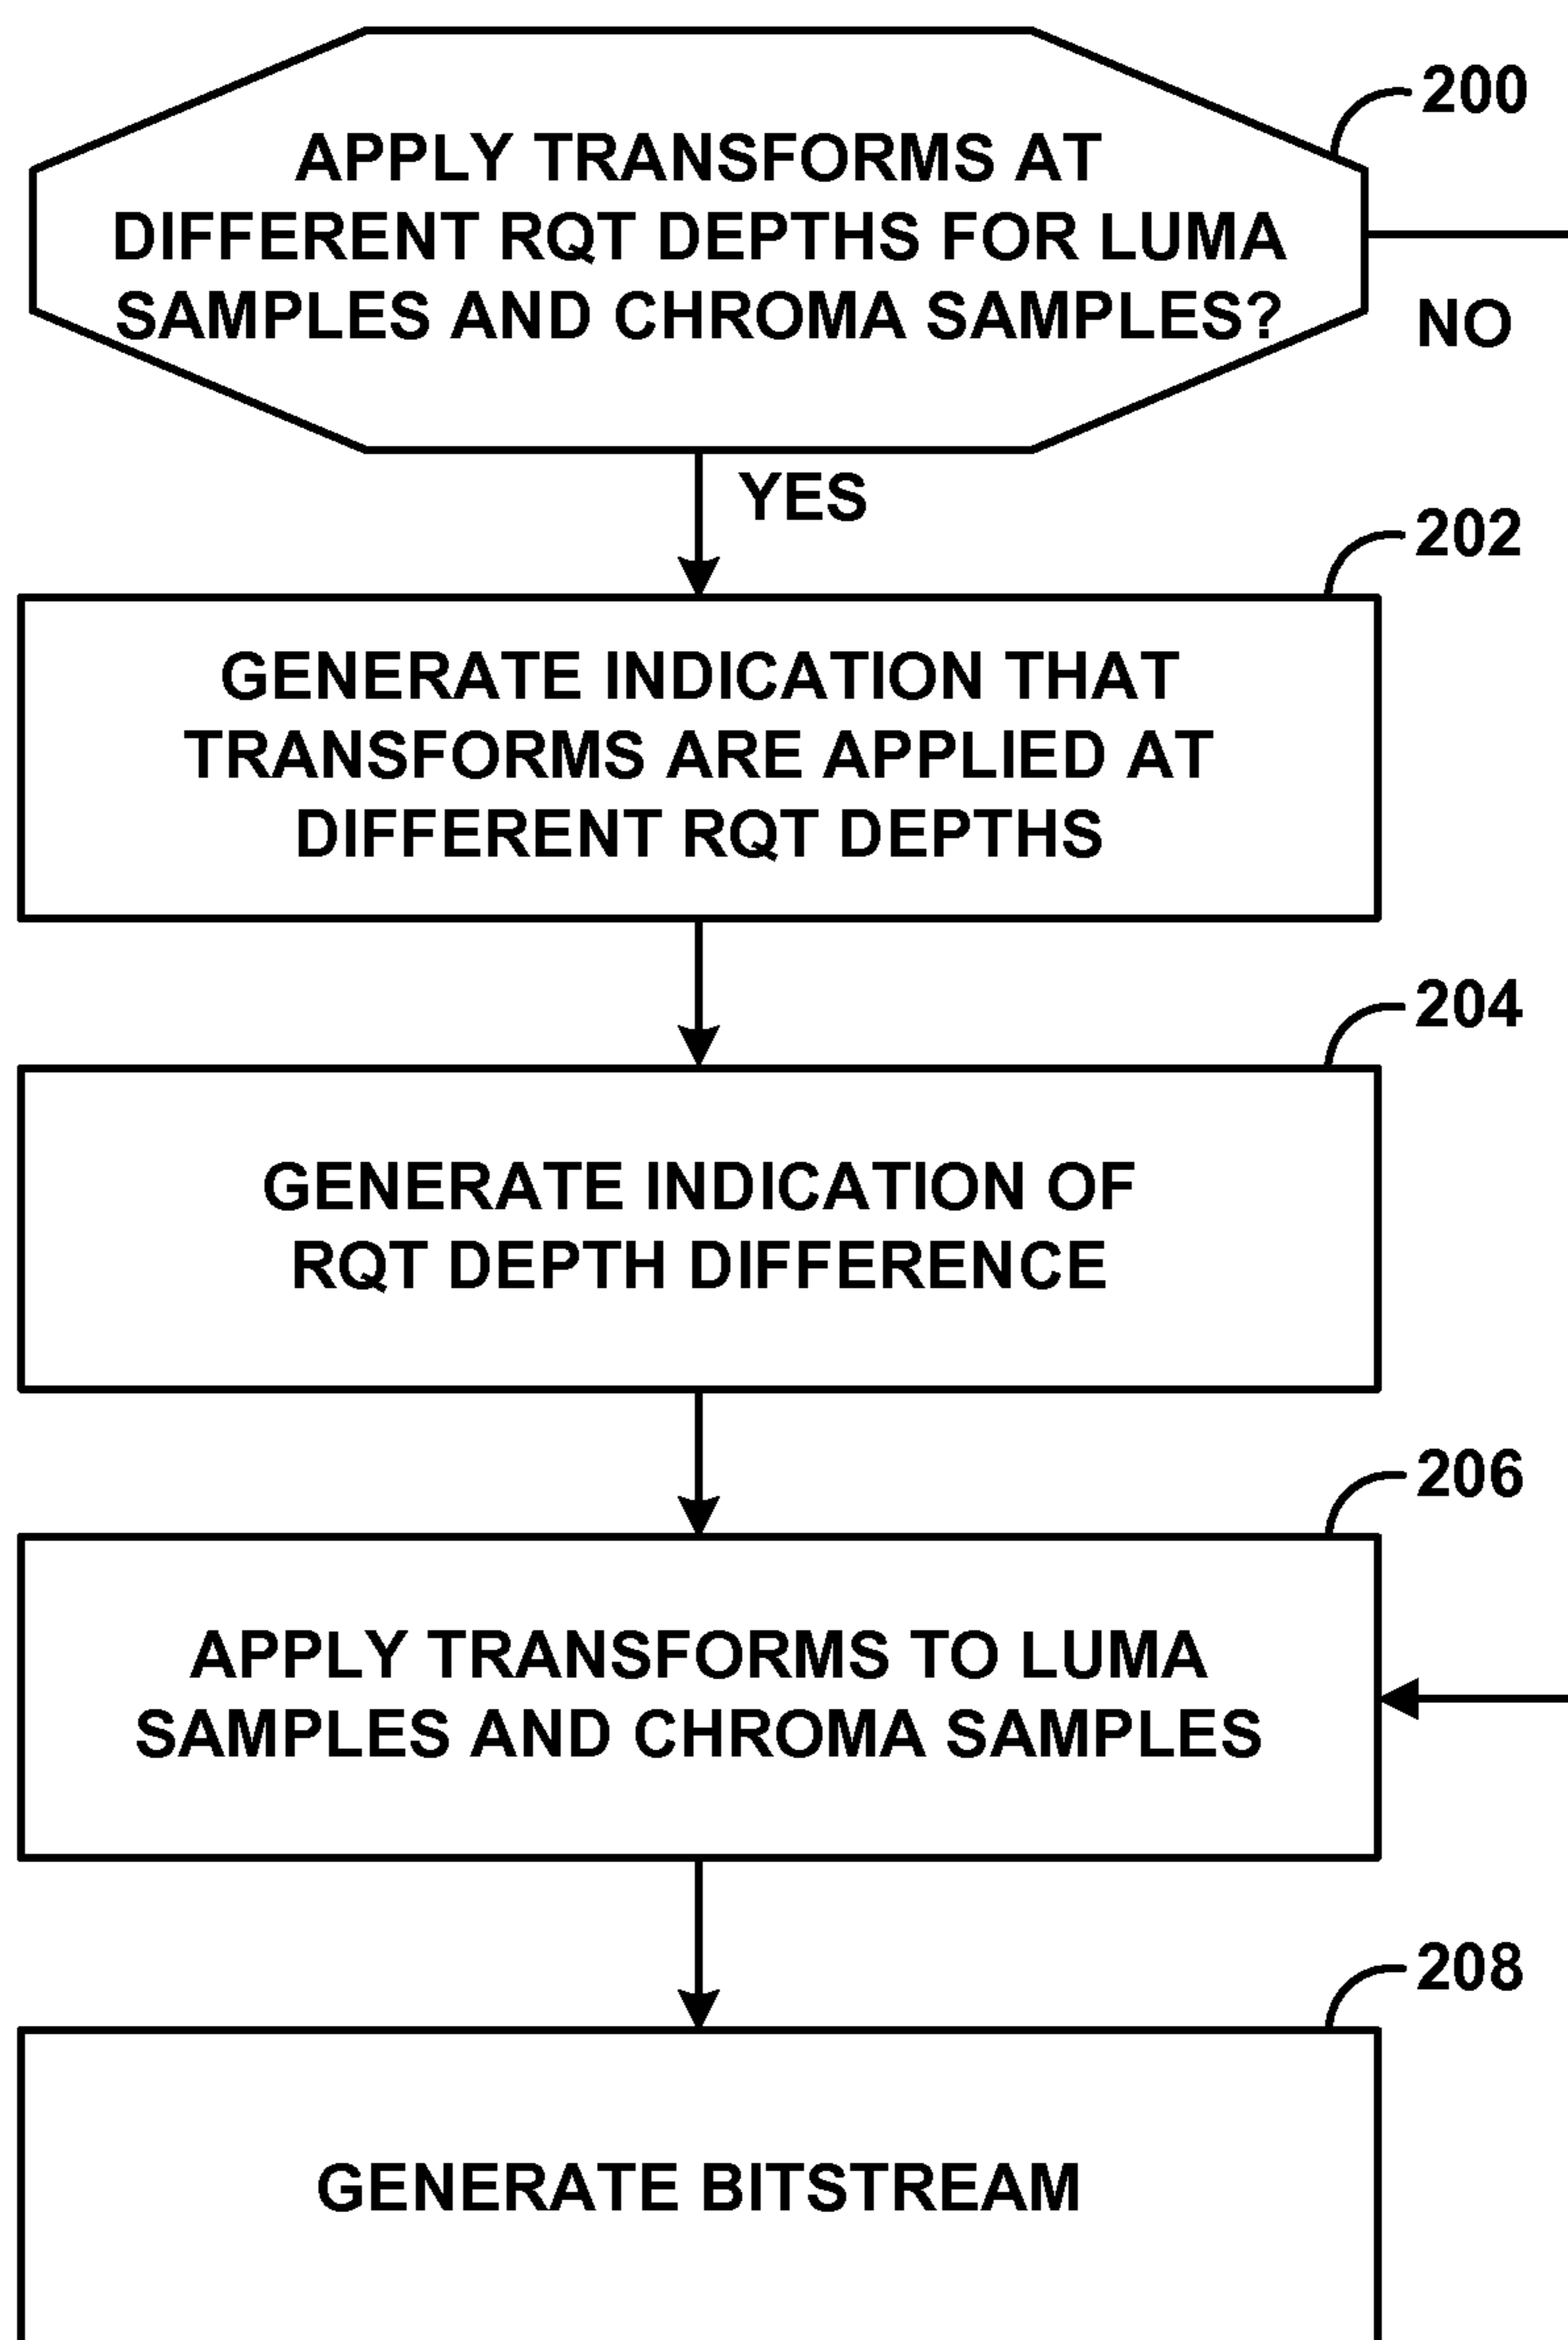 200
APPLY TRANSFORMS AT
DIFFERENT RQT DEPTHS FOR LUMA
SAMPLES AND CHROMA SAMPLES?
NO
YES
202
GENERATE INDICATION THAT
TRANSFORMS ARE APPLIED AT
DIFFERENT RQT DEPTHS
204
GENERATE INDICATION OF
RQT DEPTH DIFFERENCE
206
APPLY TRANSFORMS TO LUMA
SAMPLES AND CHROMA SAMPLES
208
GENERATE BITSTREAM